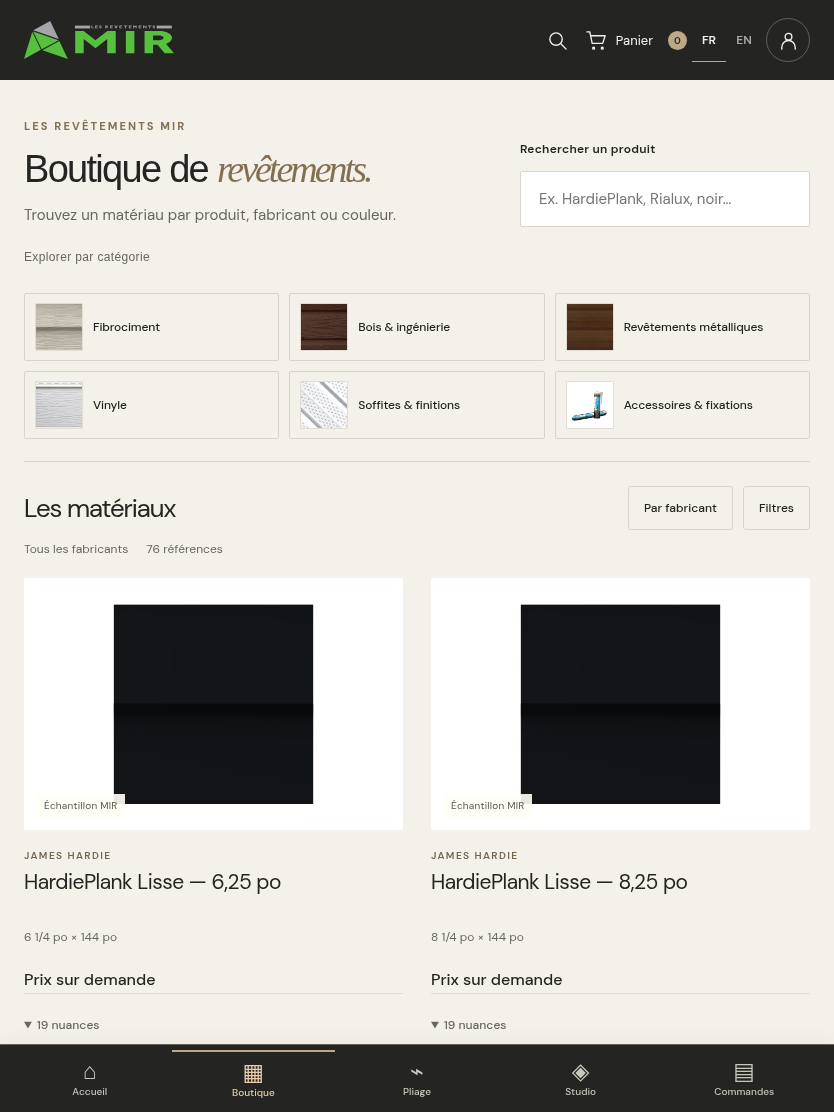 LES REVÊTEMENTS
MIR
Panier 0 FR EN
LES REVÊTEMENTS MIR
Boutique de revêtements.
Trouvez un matériau par produit, fabricant ou couleur.
Rechercher un produit
Ex. HardiePlank, Rialux, noir...
Explorer par catégorie
Fibrociment
Bois & ingénierie
Revêtements métalliques
Vinyle
Soffites & finitions
Accessoires & fixations
Les matériaux
Par fabricant
Filtres
Tous les fabricants 76 références
Échantillon MIR
JAMES HARDIE
HardiePlank Lisse — 6,25 po
6 1/4 po × 144 po
Prix sur demande
▼ 19 nuances
Échantillon MIR
JAMES HARDIE
HardiePlank Lisse — 8,25 po
8 1/4 po × 144 po
Prix sur demande
▼ 19 nuances
Accueil
Boutique
Pliage
Studio
Commandes